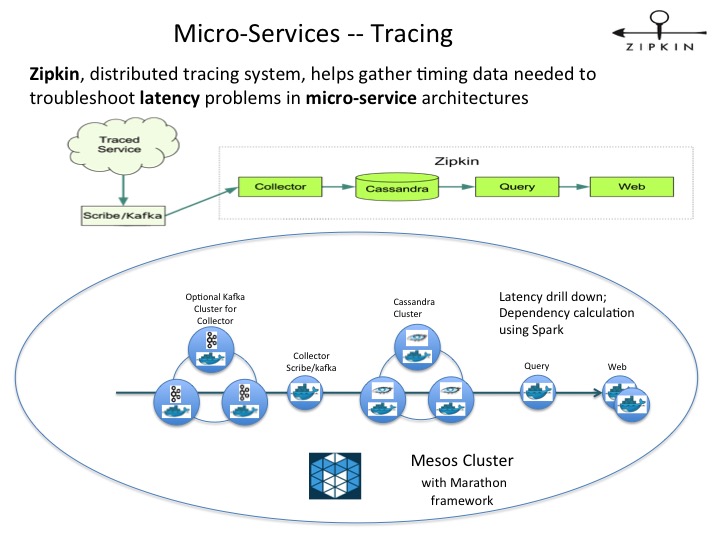 Micro-Services -- Tracing
ZIPKIN
Zipkin, distributed tracing system, helps gather timing data needed to
troubleshoot latency problems in micro-service architectures
Traced
Service
Scribe/Kafka
Zipkin
Collector
Cassandra
Query
Web
Optional Kafka
Cluster for
Collector
Collector
Scribe/kafka
Cassandra
Cluster
Latency drill down;
Dependency calculation
using Spark
Query
Web
Mesos Cluster
with Marathon
framework